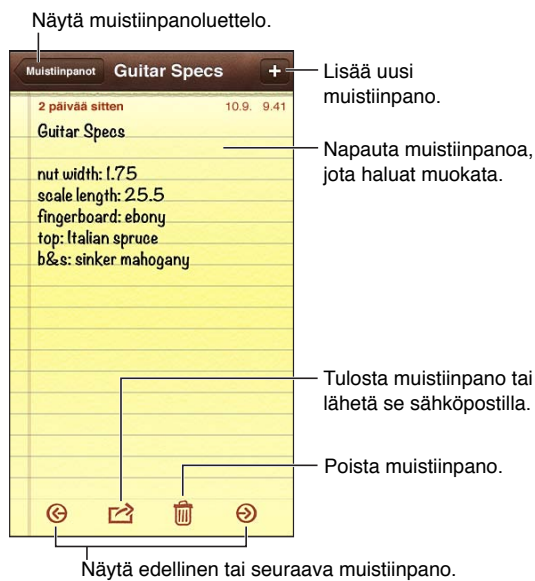 Näytä muistiinpanoluettelo.
Muistiinpanot Guitar Specs +
Lisää uusi
muistiinpano.
2 päivää sitten 10.9. 9.41
Guitar Specs
Napauta muistiinpanoa,
jota haluat muokata.
nut width: 1.75
scale length: 25.5
fingerboard: ebony
top: Italian spruce
b&s: sinker mahogany
Tulosta muistiinpano tai
lähetä se sähköpostilla.
Poista muistiinpano.
Näytä edellinen tai seuraava muistiinpano.